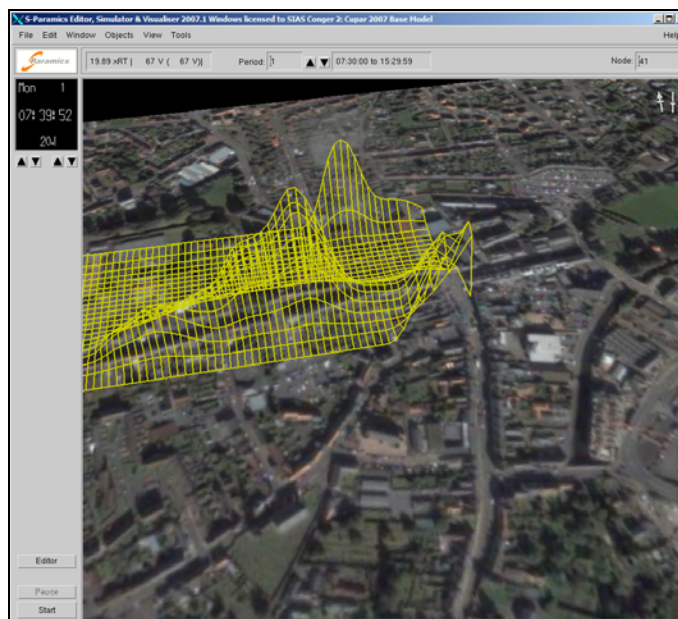 S-Paramics Editor, Simulator & Visualiser 2007.1 Windows licensed to SIAS Conger 2: Cupar 2007 Base Model
File Edit Window Objects View Tools Help
S-Paramics
19.89 xRT | 67 V ( 67 V)|
Period: 1
07:30:00 to 15:29:59
Node: 41
Mon 1
07:39:52
Editor
Pause
Start